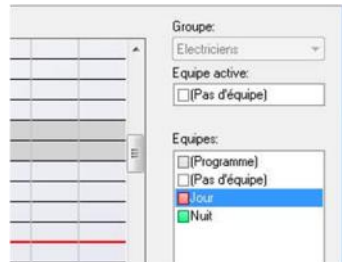 Groupe:
Electriciens
Equipe active:
(Pas d'équipe)
Equipes:
(Programme)
(Pas d'équipe)
Jour
Nuit